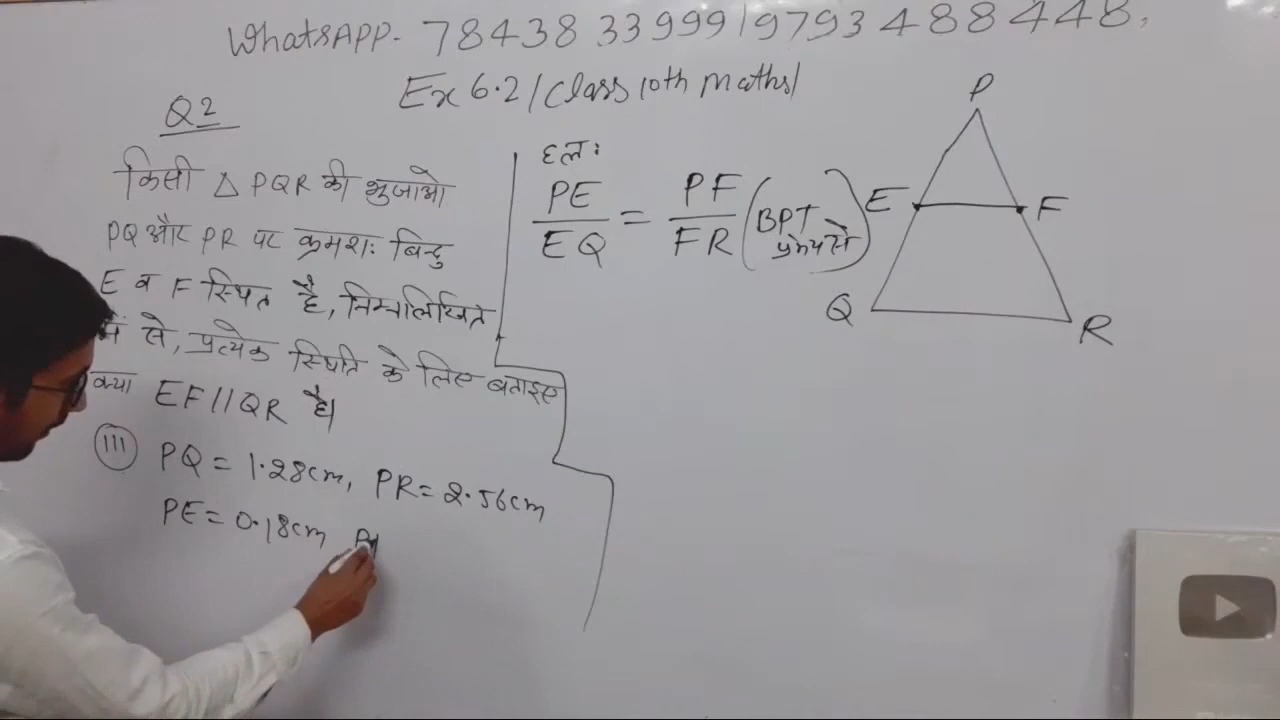 WhatsAPP- 7843833999/9793488448,
Ex 6.2/Class 10th maths/
Q2
किसी △ PQR की भुजाओ
PQ और PR पर क्रमशः बिन्दु
E व F स्थित है, निम्नलिखित
में से, प्रत्येक स्थिति के लिए बताइए
क्या EF//QR है।
(III) PQ = 1.28cm, PR = 2.56cm
PE = 0.18cm
हलः
PE/EQ = PF/FR (BPT प्रमेय से)
P
E
F
Q
R